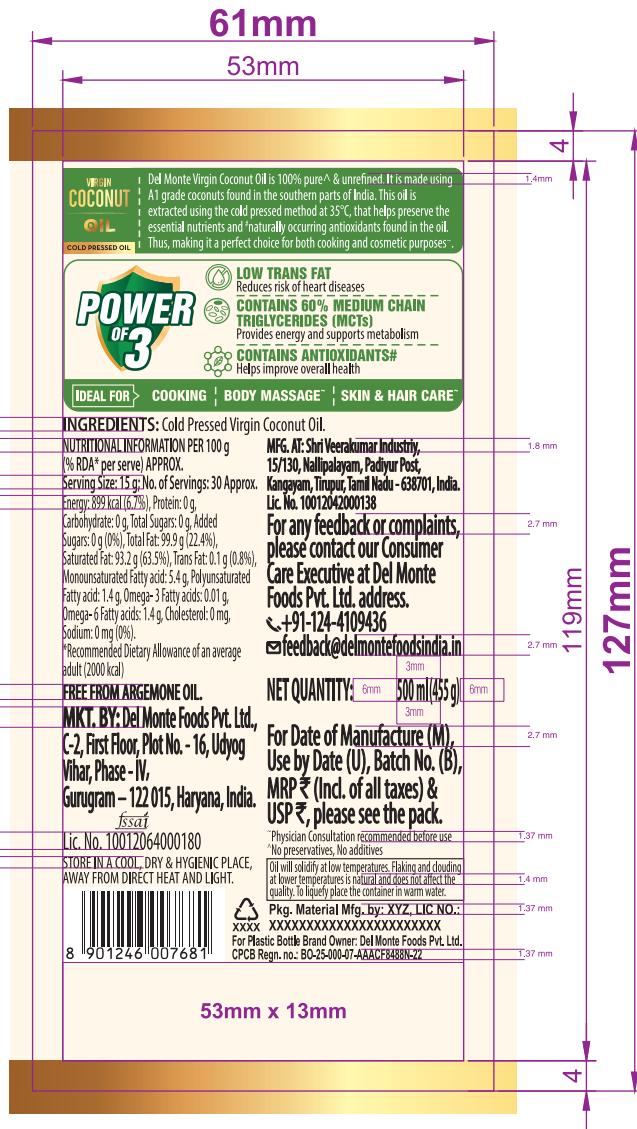 61mm
53mm
4
VIRGIN
COCONUT
OIL
COLD PRESSED OIL
Del Monte Virgin Coconut Oil is 100% pure^ & unrefined. It is made using
A1 grade coconuts found in the southern parts of India. This oil is
extracted using the cold pressed method at 35°C, that helps preserve the
essential nutrients and #naturally occurring antioxidants found in the oil.
Thus, making it a perfect choice for both cooking and cosmetic purposes~.
1.4mm
POWER
OF
3
LOW TRANS FAT
Reduces risk of heart diseases
CONTAINS 60% MEDIUM CHAIN
TRIGLYCERIDES (MCTs)
Provides energy and supports metabolism
CONTAINS ANTIOXIDANTS#
Helps improve overall health
IDEAL FOR COOKING BODY MASSAGE~ SKIN & HAIR CARE~
INGREDIENTS: Cold Pressed Virgin Coconut Oil.
NUTRITIONAL INFORMATION PER 100 g
(% RDA* per serve) APPROX.
Serving Size: 15 g; No. of Servings: 30 Approx.
Energy: 899 kcal (6.7%), Protein: 0 g,
Carbohydrate: 0 g, Total Sugars: 0 g, Added
Sugars: 0 g (0%), Total Fat: 99.9 g (22.4%),
Saturated Fat: 93.2 g (63.5%), Trans Fat: 0.1 g (0.8%),
Monounsaturated Fatty acid: 5.4 g, Polyunsaturated
Fatty acid: 1.4 g, Omega- 3 Fatty acids: 0.01 g,
Omega- 6 Fatty acids: 1.4 g, Cholesterol: 0 mg,
Sodium: 0 mg (0%).
*Recommended Dietary Allowance of an average
adult (2000 kcal)
FREE FROM ARGEMONE OIL.
MKT. BY: Del Monte Foods Pvt. Ltd.,
C-2, First Floor, Plot No. - 16, Udyog
Vihar, Phase - IV,
Gurugram – 122 015, Haryana, India.
fssai
Lic. No. 10012064000180
STORE IN A COOL, DRY & HYGIENIC PLACE,
AWAY FROM DIRECT HEAT AND LIGHT.
8 901246 007681
MFG. AT: Shri Veerakumar Industriy,
15/130, Nallipalayam, Padiyur Post,
Kangayam, Tirupur, Tamil Nadu - 638701, India.
Lic. No. 10012042000138
1.8 mm
For any feedback or complaints,
please contact our Consumer
Care Executive at Del Monte
Foods Pvt. Ltd. address.
+91-124-4109436
feedback@delmontefoodsindia.in
2.7 mm
2.7 mm
3mm
NET QUANTITY: 6mm 500 ml (455 g) 6mm
3mm
For Date of Manufacture (M),
Use by Date (U), Batch No. (B),
MRP ₹ (Incl. of all taxes) &
USP ₹, please see the pack.
2.7 mm
~Physician Consultation recommended before use
^No preservatives, No additives
1.37 mm
Oil will solidify at low temperatures. Flaking and clouding
at lower temperatures is natural and does not affect the
quality. To liquefy place the container in warm water.
1.4 mm
XXXX
Pkg. Material Mfg. by: XYZ, LIC NO.:
XXXXXXXXXXXXXXXXXXXXXXX
1.37 mm
For Plastic Bottle Brand Owner: Del Monte Foods Pvt. Ltd.
CPCB Regn. no.: BO-25-000-07-AAACF8488N-22
1.37 mm
53mm x 13mm
119mm
127mm
4